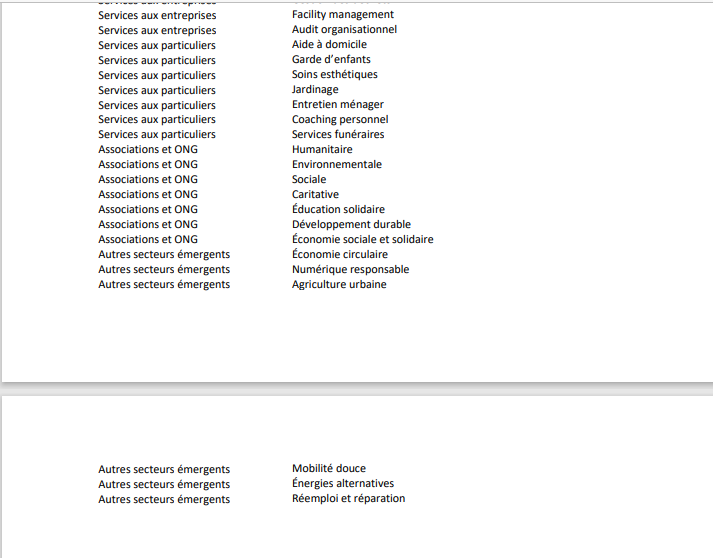 Services aux entreprises
Services aux entreprises Facility management
Services aux entreprises Audit organisationnel
Services aux particuliers Aide à domicile
Services aux particuliers Garde d’enfants
Services aux particuliers Soins esthétiques
Services aux particuliers Jardinage
Services aux particuliers Entretien ménager
Services aux particuliers Coaching personnel
Services aux particuliers Services funéraires
Associations et ONG Humanitaire
Associations et ONG Environnementale
Associations et ONG Sociale
Associations et ONG Caritative
Associations et ONG Éducation solidaire
Associations et ONG Développement durable
Associations et ONG Économie sociale et solidaire
Autres secteurs émergents Économie circulaire
Autres secteurs émergents Numérique responsable
Autres secteurs émergents Agriculture urbaine
Autres secteurs émergents Mobilité douce
Autres secteurs émergents Énergies alternatives
Autres secteurs émergents Réemploi et réparation